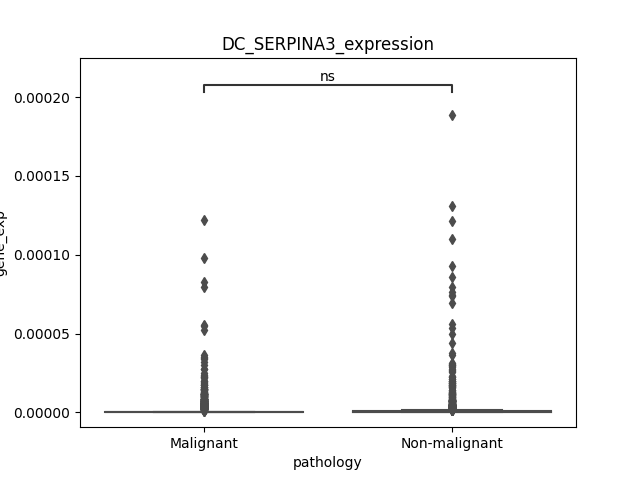 DC_SERPINA3_expression
ns
0.00020
0.00015
0.00010
0.00005
0.00000
gene_exp
Malignant
Non-malignant
pathology